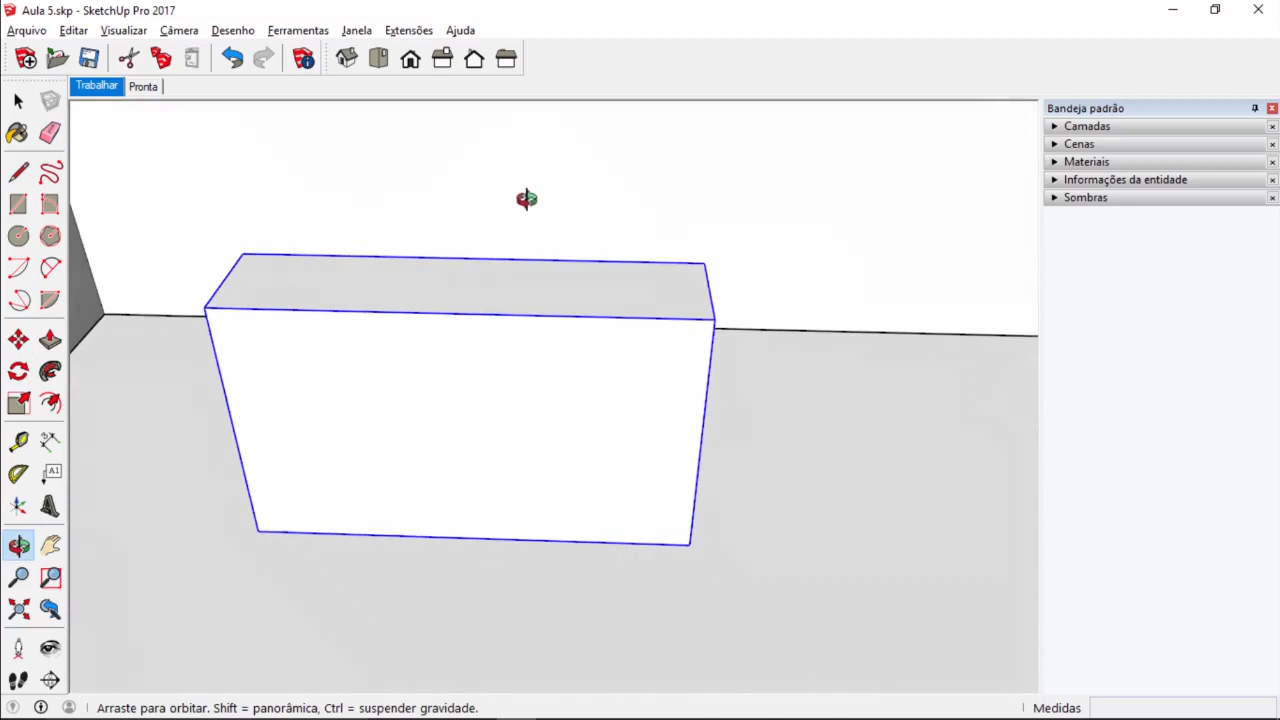 Aula 5.skp - SketchUp Pro 2017
Arquivo Editar Visualizar Câmera Desenho Ferramentas Janela Extensões Ajuda
Trabalhar Pronta
Bandeja padrão
Camadas
Cenas
Materiais
Informações da entidade
Sombras
A1
Arraste para orbitar. Shift = panorâmica, Ctrl = suspender gravidade.
Medidas